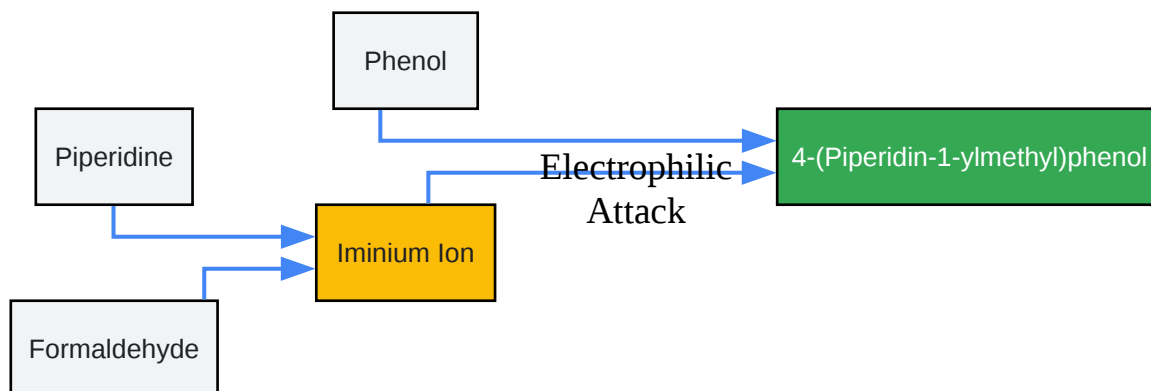 Phenol
Piperidine
4-(Piperidin-1-ylmethyl)phenol
Electrophilic
Attack
Iminium Ion
Formaldehyde